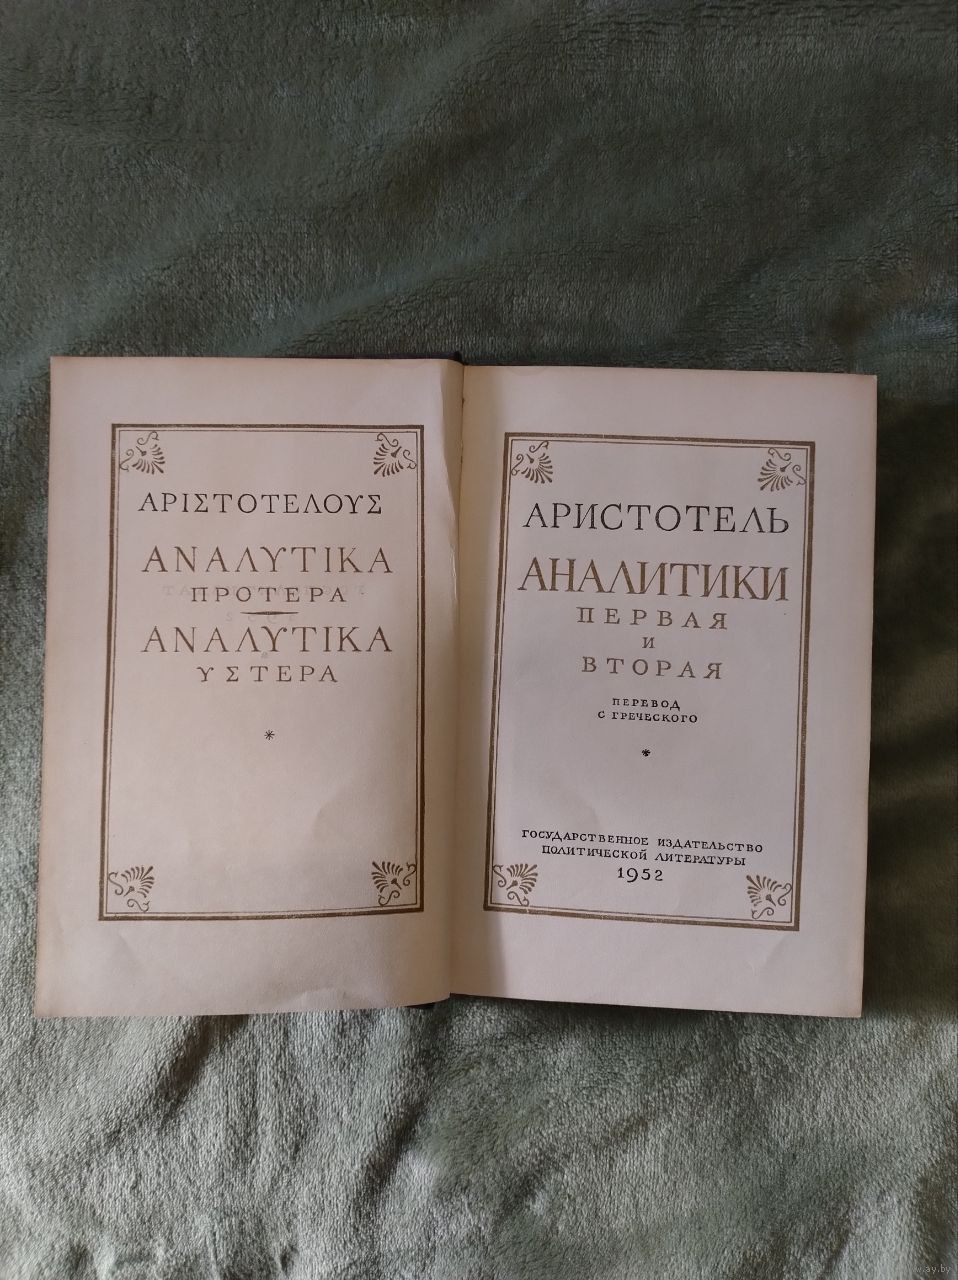 ΑΡΙΣΤΟΤΕΛΟΥΣ
ΑΝΑΛΥΤΙΚΑ
ΠΡΟΤΕΡΑ
ΑΝΑΛΥΤΙΚΑ
ΥΣΤΕΡΑ
*
АРИСТОТЕЛЬ
АНАЛИТИКИ
ПЕРВАЯ
И
ВТОРАЯ
ПЕРЕВОД
С ГРЕЧЕСКОГО
*
ГОСУДАРСТВЕННОЕ ИЗДАТЕЛЬСТВО
ПОЛИТИЧЕСКОЙ ЛИТЕРАТУРЫ
1952